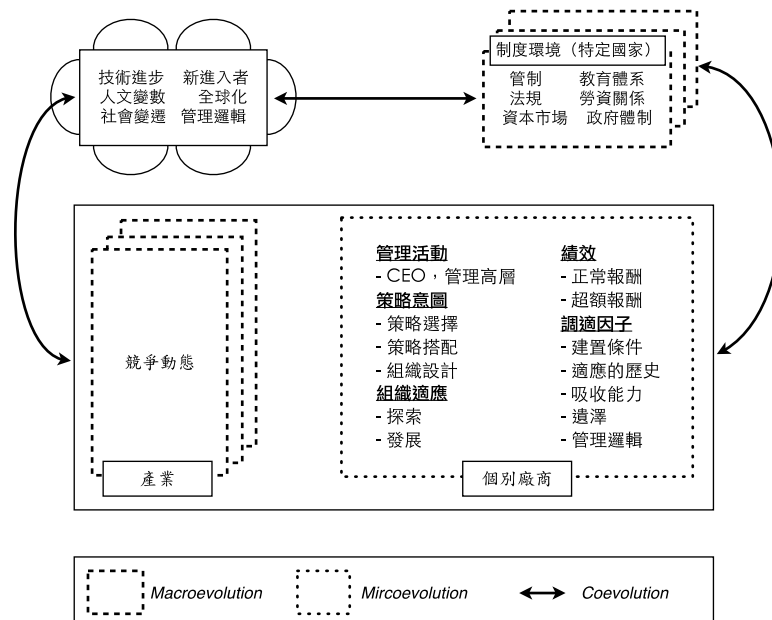 技術進步 新進入者
人文變數 全球化
社會變遷 管理邏輯
制度環境（特定國家）
管制 教育體系
法規 勞資關係
資本市場 政府體制
競爭動態
產業
管理活動
- CEO，管理高層
策略意圖
- 策略選擇
- 策略搭配
- 組織設計
組織適應
- 探索
- 發展
績效
- 正常報酬
- 超額報酬
調適因子
- 建置條件
- 適應的歷史
- 吸收能力
- 遺澤
- 管理邏輯
個別廠商
Macroevolution
Mircoevolution
Coevolution